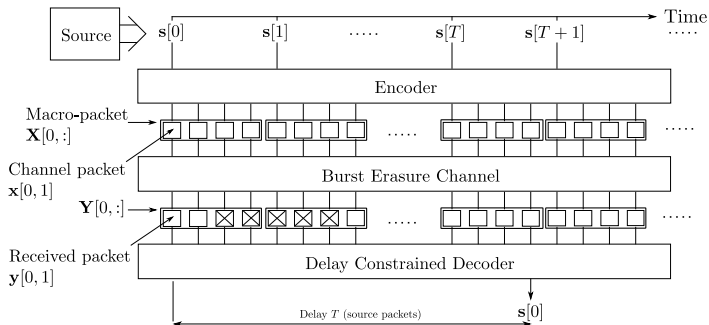 Time
Source
s[0] s[1] ..... s[T] s[T + 1] .....
Encoder
Macro-packet
X[0, :]
..... .....
Channel packet
x[0, 1]
Burst Erasure Channel
Y[0, :]
..... .....
Received packet
y[0, 1]
Delay Constrained Decoder
Delay T (source packets)
s[0]